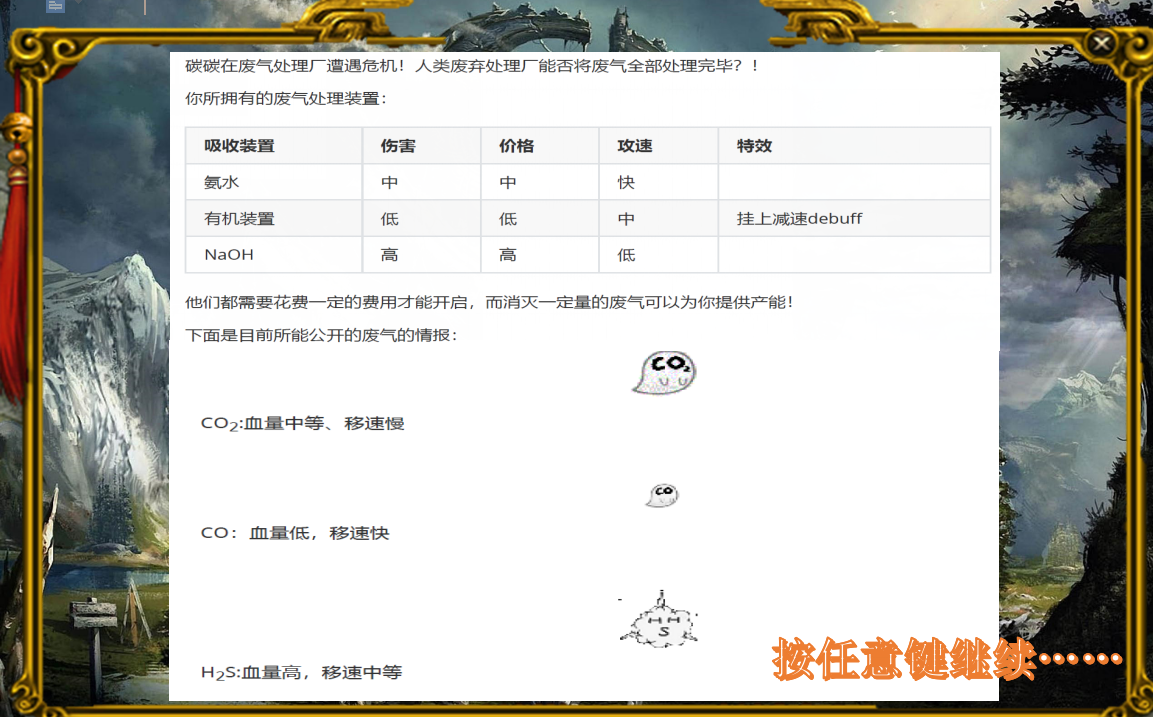 碳碳在废气处理厂遭遇危机！人类废弃处理厂能否将废气全部处理完毕？！
你所拥有的废气处理装置：
吸收装置 伤害 价格 攻速 特效
氨水 中 中 快
有机装置 低 低 中 挂上减速debuff
NaOH 高 高 低
他们都需要花费一定的费用才能开启，而消灭一定量的废气可以为你提供产能！
下面是目前所能公开的废气的情报：
CO₂
CO₂:血量中等、移速慢
CO
CO：血量低，移速快
H H
S
H₂S:血量高，移速中等
按任意键继续……